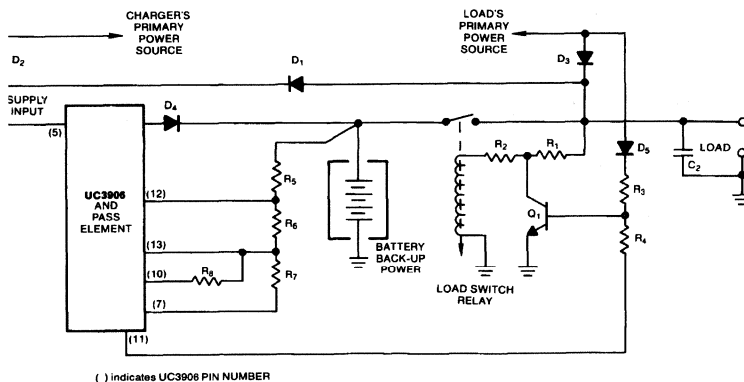 CHARGER'S
PRIMARY
POWER
SOURCE
LOAD'S
PRIMARY
POWER
SOURCE
D2
D1
D3
SUPPLY
INPUT
(5)
D4
R2
R1
D5
LOAD
C2
UC3906
AND
PASS
ELEMENT
R5
(12)
R6
R3
Q1
(13)
R4
BATTERY
BACK-UP
POWER
(10)
R8
R7
LOAD SWITCH
RELAY
(7)
(11)
( ) indicates UC3906 PIN NUMBER